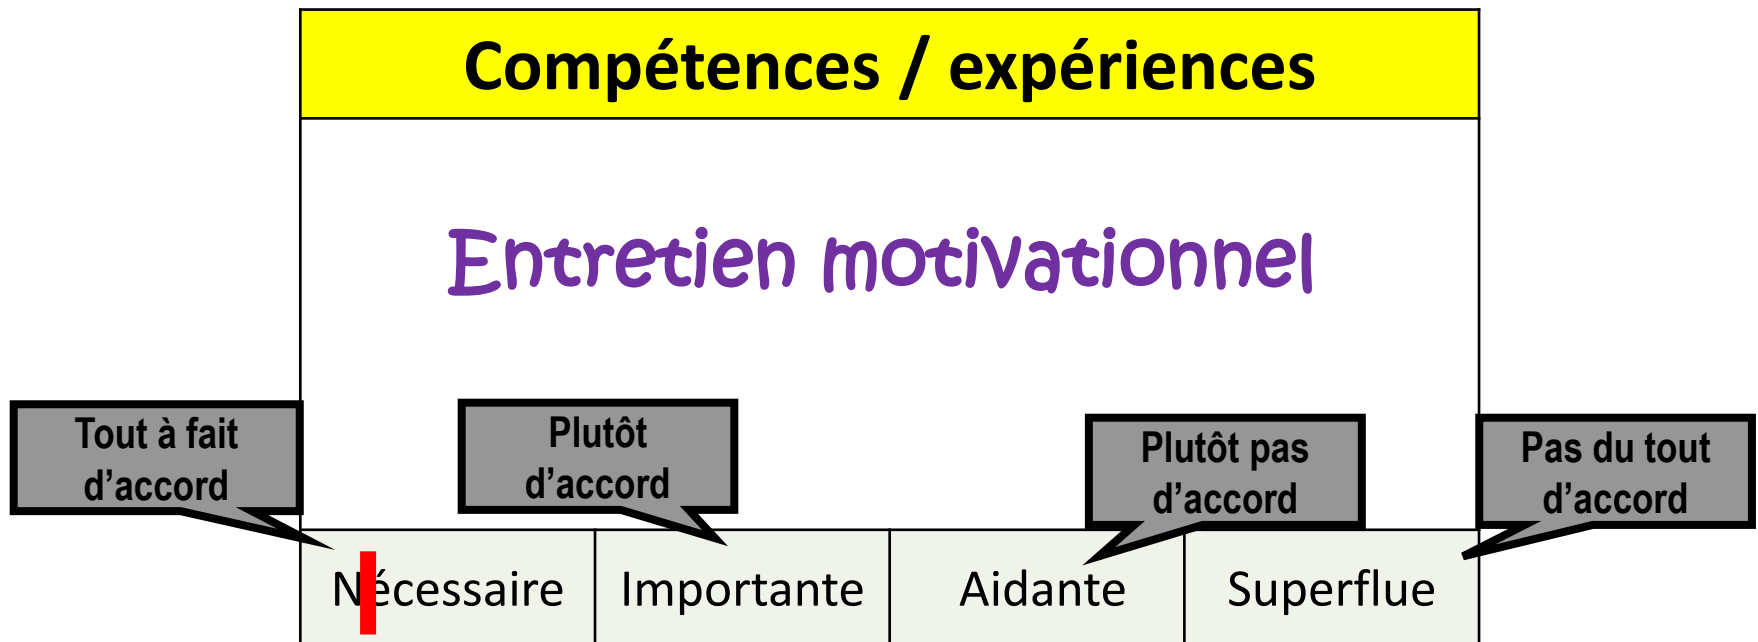 Compétences / expériences
Entretien motivationnel
Tout à fait
d’accord
Plutôt
d’accord
Plutôt pas
d’accord
Pas du tout
d’accord
Nécessaire
Importante
Aidante
Superflue